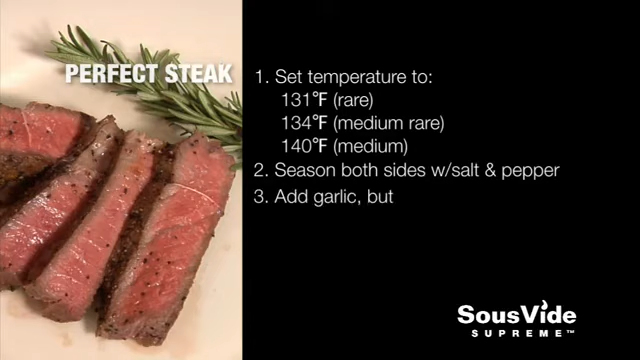 PERFECT STEAK
1. Set temperature to:
131°F (rare)
134°F (medium rare)
140°F (medium)
2. Season both sides w/salt & pepper
3. Add garlic, but
SousVide
SUPREME™